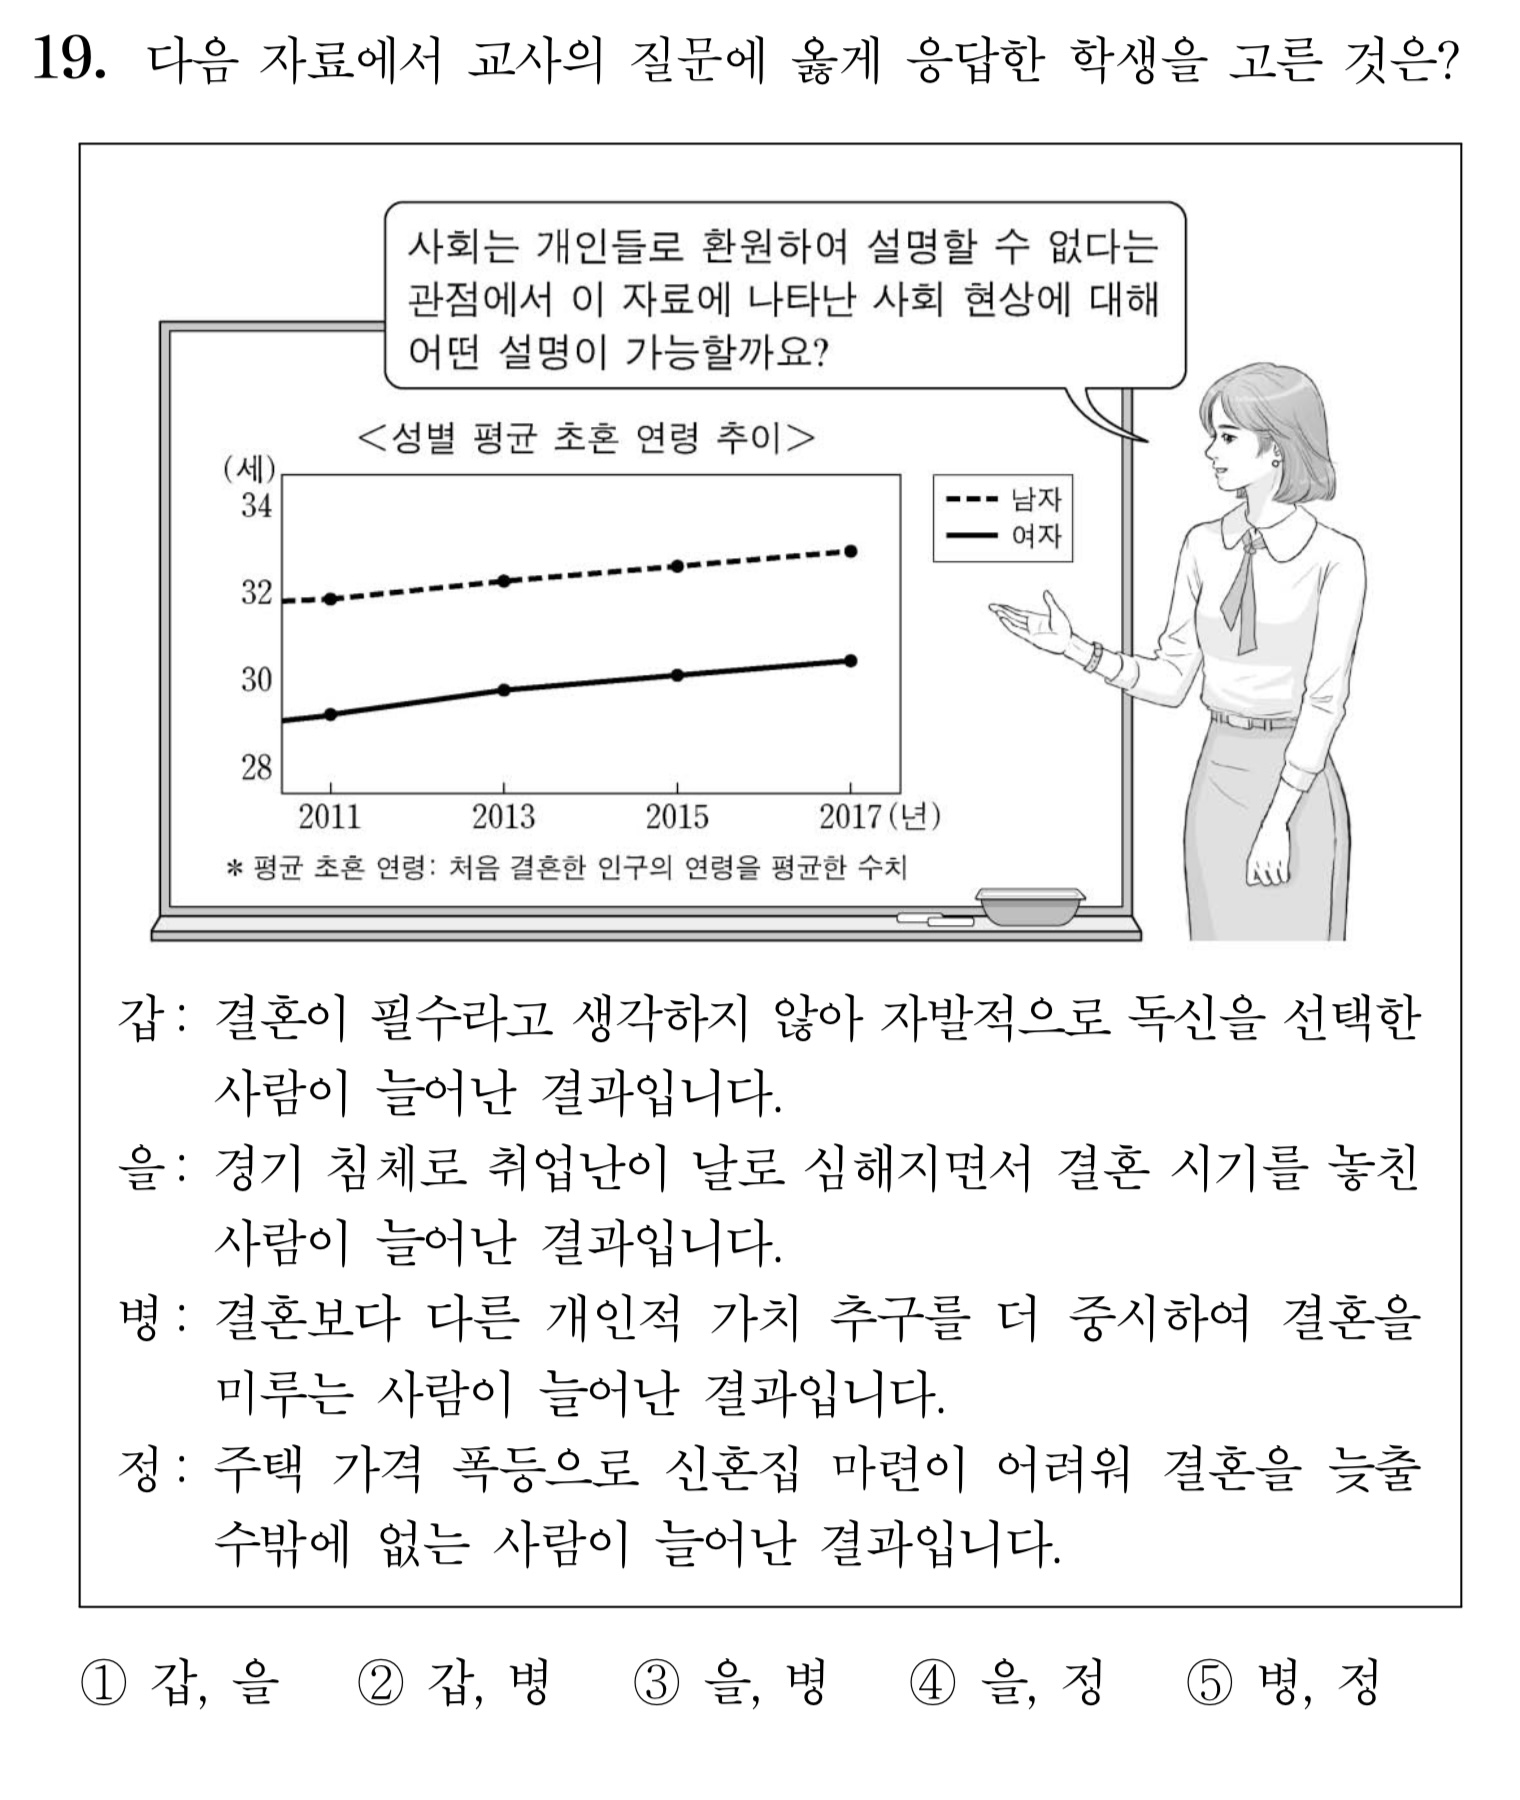 19. 다음 자료에서 교사의 질문에 옳게 응답한 학생을 고른 것은?
사회는 개인들로 환원하여 설명할 수 없다는
관점에서 이 자료에 나타난 사회 현상에 대해
어떤 설명이 가능할까요?
<성별 평균 초혼 연령 추이>
(세)
34
32
30
28
남자
여자
2011 2013 2015 2017(년)
* 평균 초혼 연령: 처음 결혼한 인구의 연령을 평균한 수치
갑: 결혼이 필수라고 생각하지 않아 자발적으로 독신을 선택한
사람이 늘어난 결과입니다.
을: 경기 침체로 취업난이 날로 심해지면서 결혼 시기를 놓친
사람이 늘어난 결과입니다.
병: 결혼보다 다른 개인적 가치 추구를 더 중시하여 결혼을
미루는 사람이 늘어난 결과입니다.
정: 주택 가격 폭등으로 신혼집 마련이 어려워 결혼을 늦출
수밖에 없는 사람이 늘어난 결과입니다.
① 갑, 을 ② 갑, 병 ③ 을, 병 ④ 을, 정 ⑤ 병, 정